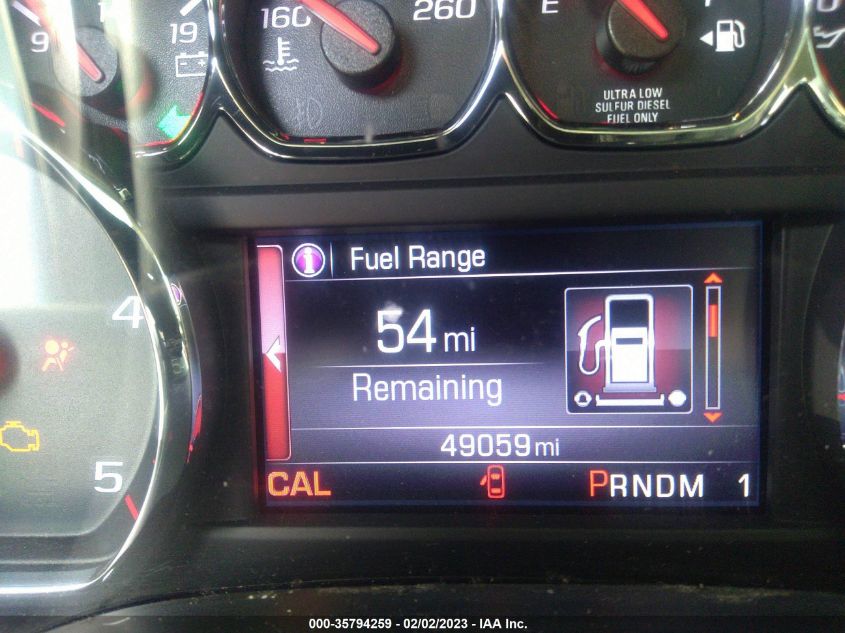 9
19
160
260
E
ULTRA LOW
SULFUR DIESEL
FUEL ONLY
4
5
Fuel Range
54 mi
Remaining
49059 mi
CAL
PRNDM 1
000-35794259 - 02/02/2023 - IAA Inc.